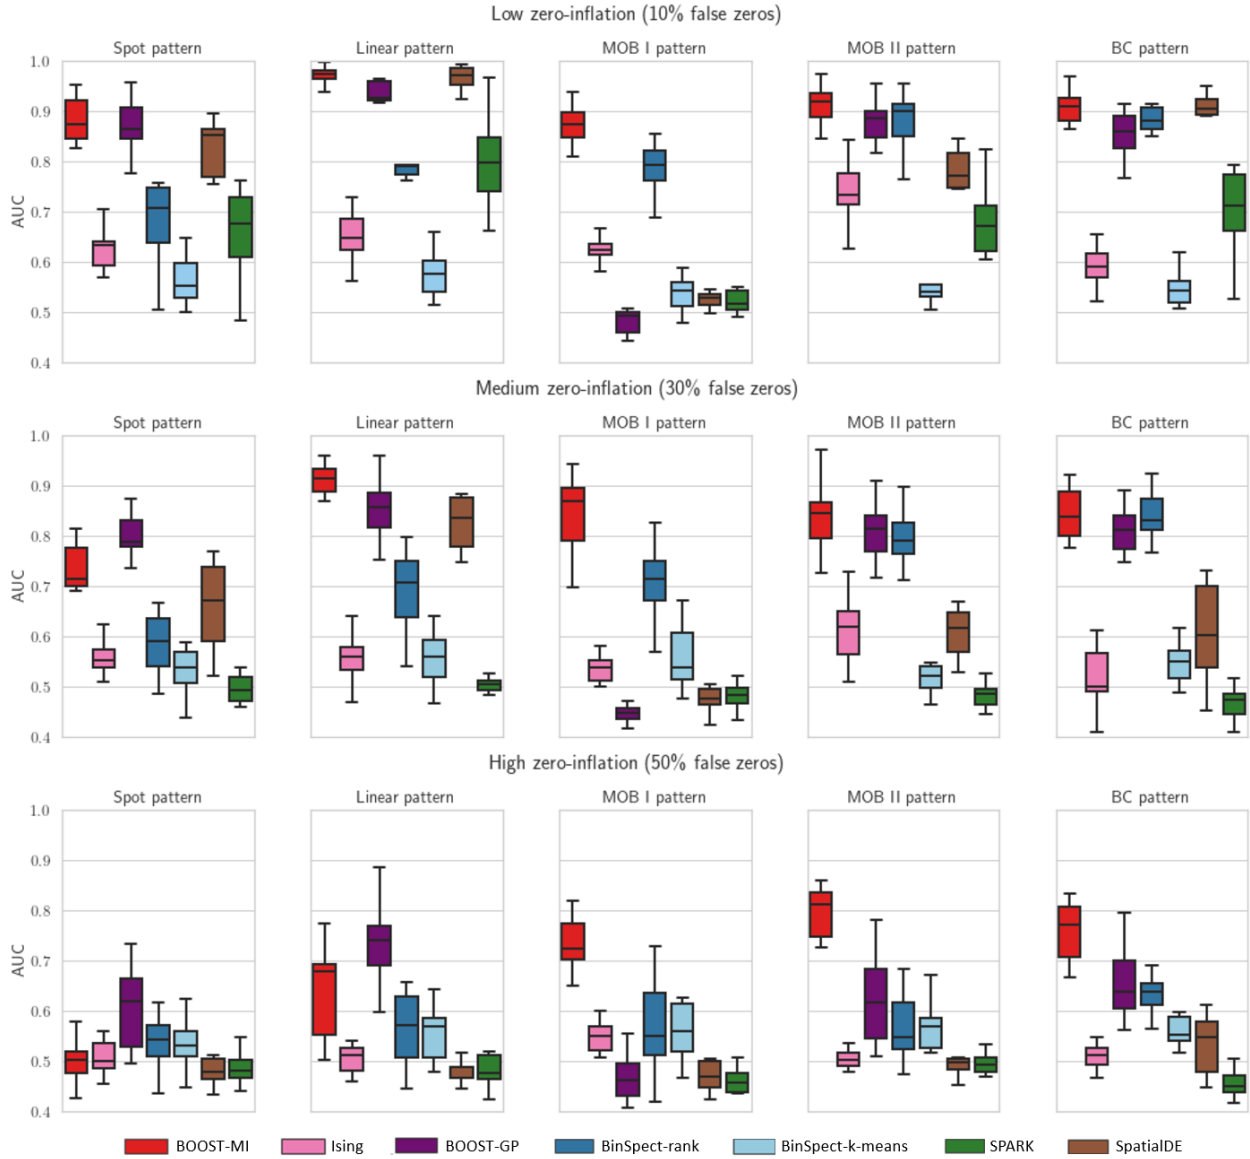 Low zero-inflation (10% false zeros)
Spot pattern Linear pattern MOB I pattern MOB II pattern BC pattern
1.0
0.9
0.8
0.7
0.6
0.5
0.4
AUC
Medium zero-inflation (30% false zeros)
Spot pattern Linear pattern MOB I pattern MOB II pattern BC pattern
1.0
0.9
0.8
0.7
0.6
0.5
0.4
AUC
High zero-inflation (50% false zeros)
Spot pattern Linear pattern MOB I pattern MOB II pattern BC pattern
1.0
0.9
0.8
0.7
0.6
0.5
0.4
AUC
BOOST-MI Ising BOOST-GP BinSpect-rank BinSpect-k-means SPARK SpatialDE